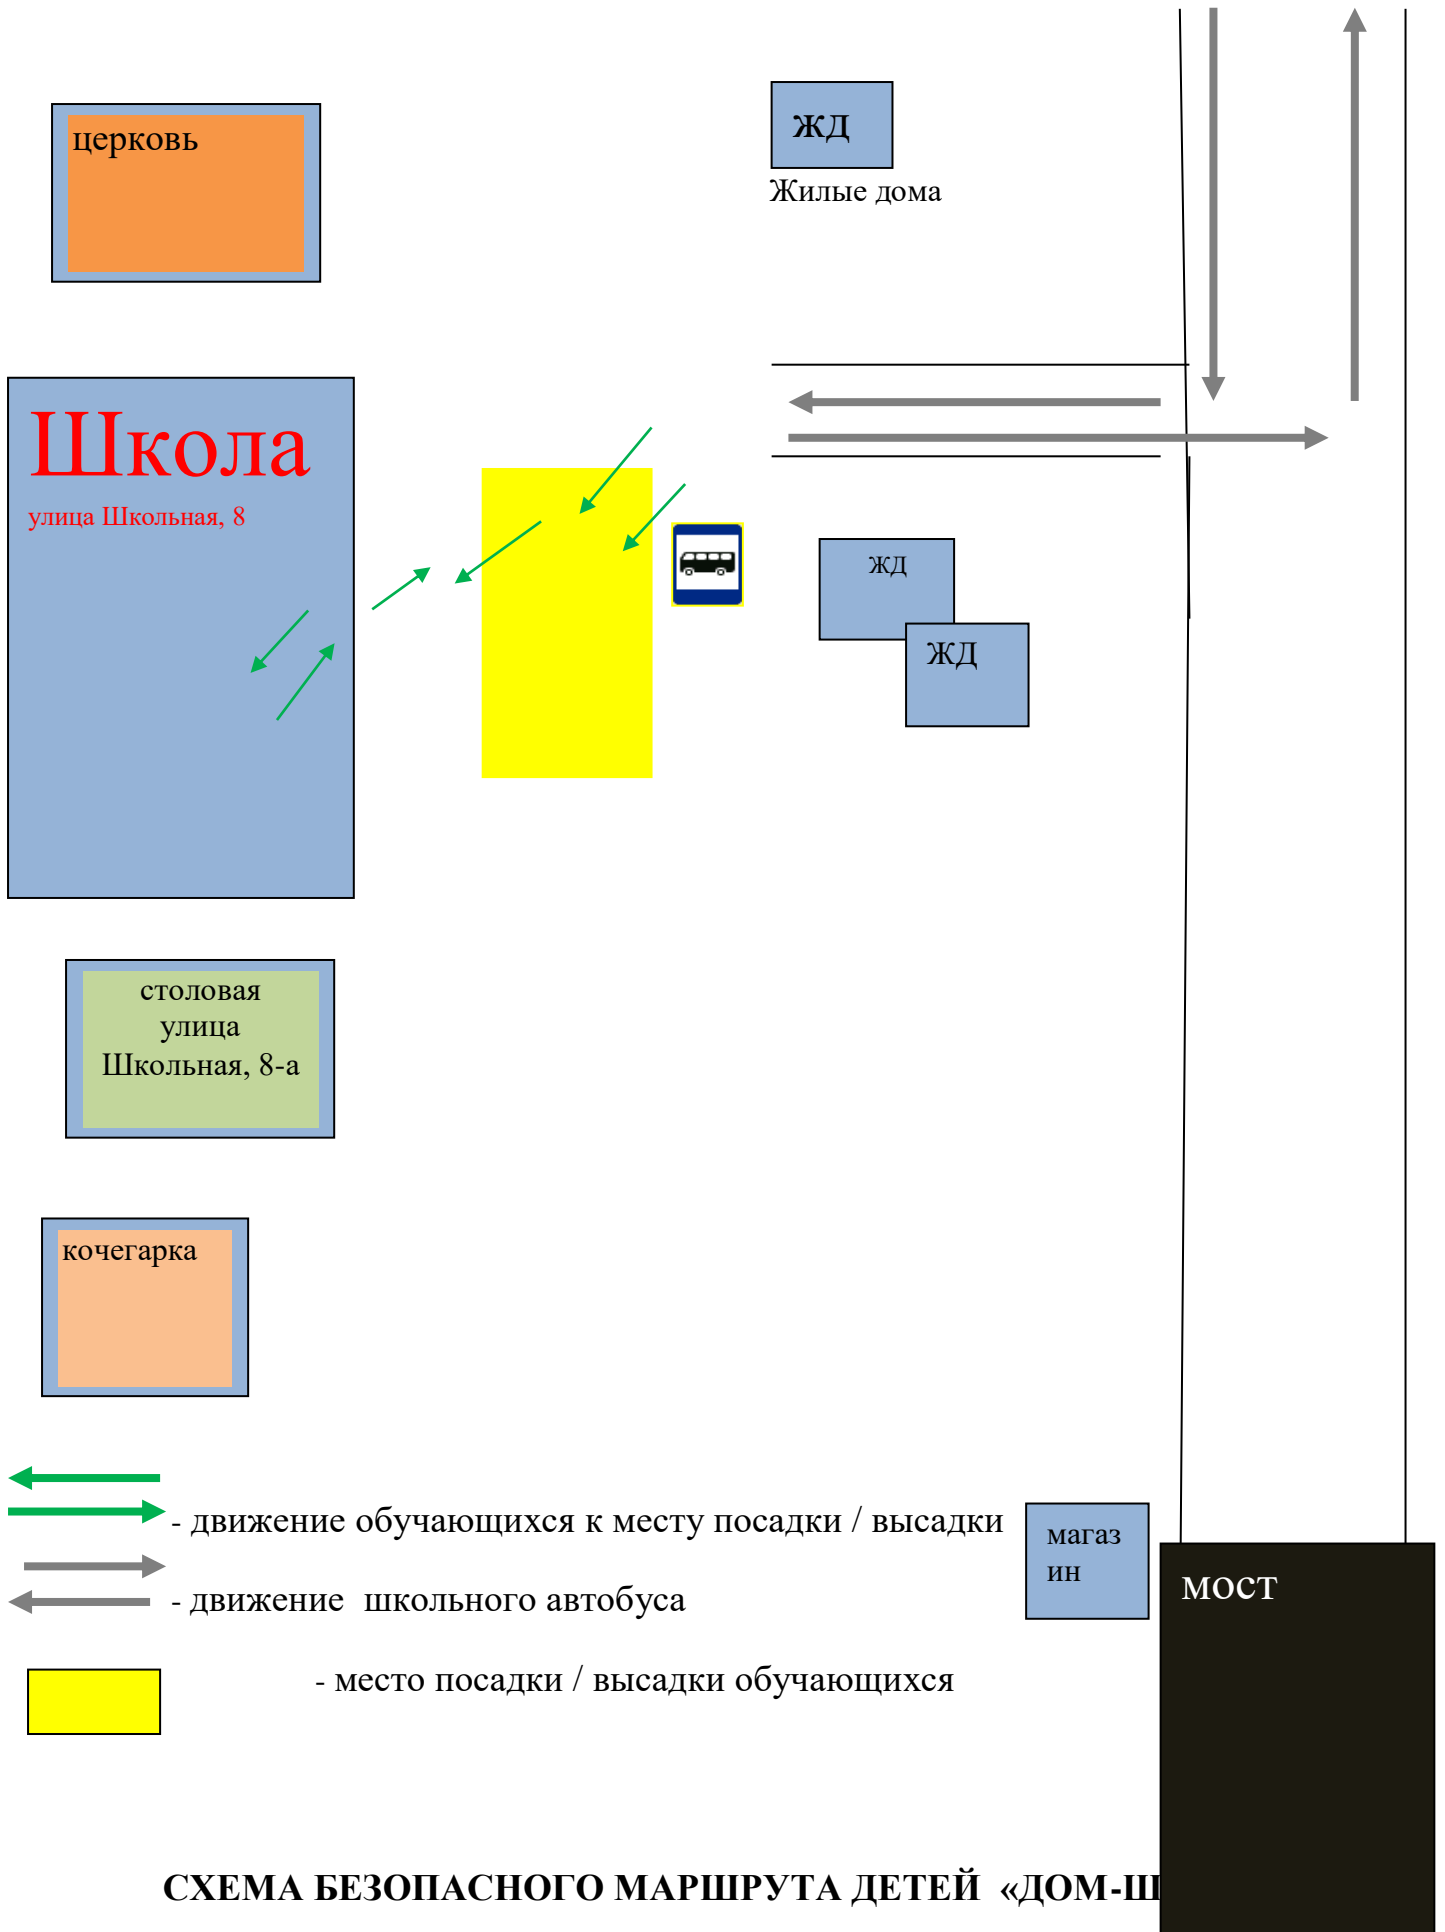 церковь
ЖД
Жилые дома
Школа
улица Школьная, 8
ЖД
ЖД
столовая
улица
Школьная, 8-а
кочегарка
- движение обучающихся к месту посадки / высадки
магаз
ин
мост
- движение школьного автобуса
- место посадки / высадки обучающихся
СХЕМА БЕЗОПАСНОГО МАРШРУТА ДЕТЕЙ «ДОМ-Ш